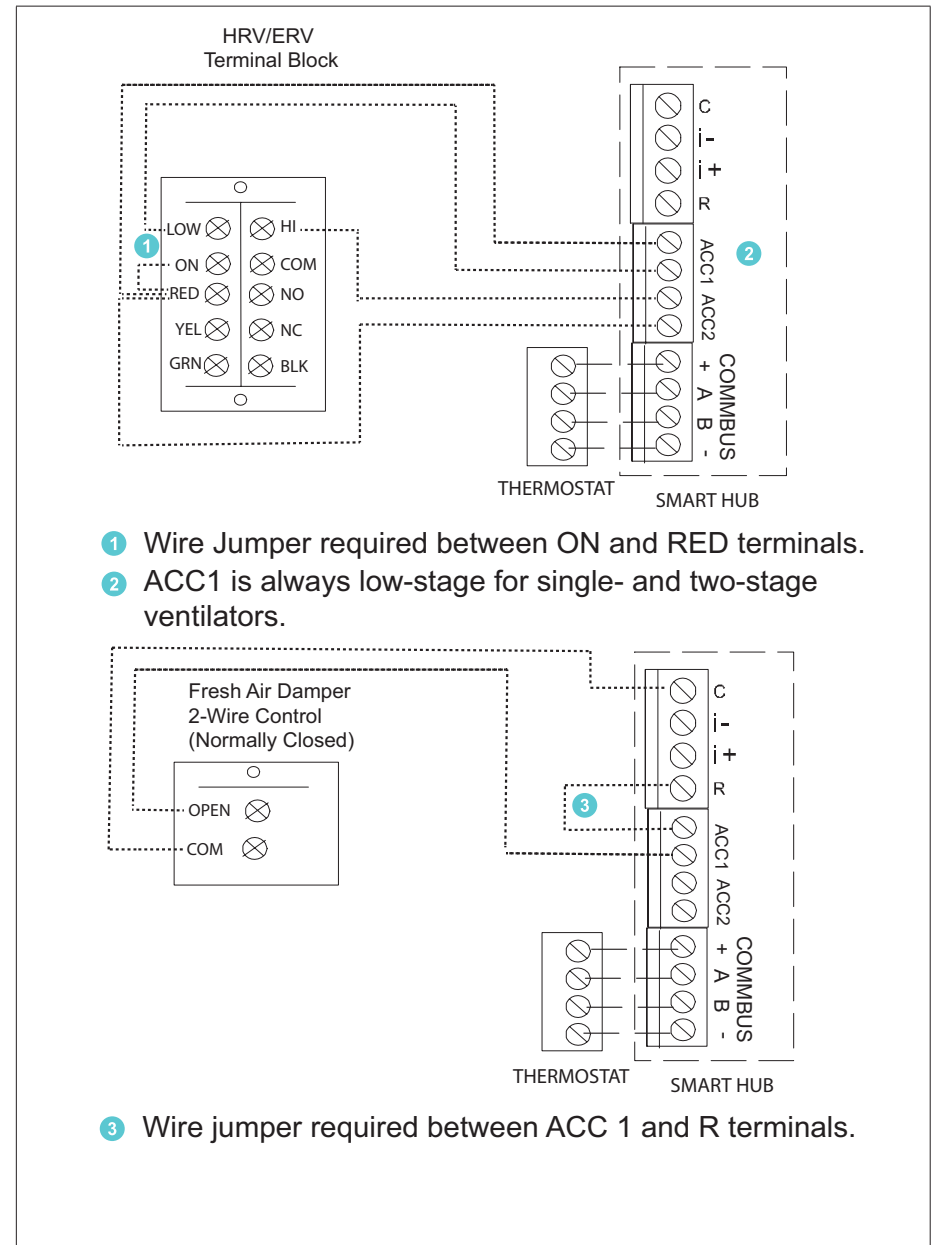 HRV/ERV
Terminal Block
LOW
HI
1
ON
COM
RED
NO
YEL
NC
GRN
BLK
C
i-
i+
R
ACC1 ACC2
2
+ A B -
COMMBUS
THERMOSTAT
SMART HUB
1 Wire Jumper required between ON and RED terminals.
2 ACC1 is always low-stage for single- and two-stage
ventilators.
Fresh Air Damper
2-Wire Control
(Normally Closed)
OPEN
COM
C
i-
i+
R
3
ACC1 ACC2
+ A B -
COMMBUS
THERMOSTAT
SMART HUB
3 Wire jumper required between ACC 1 and R terminals.